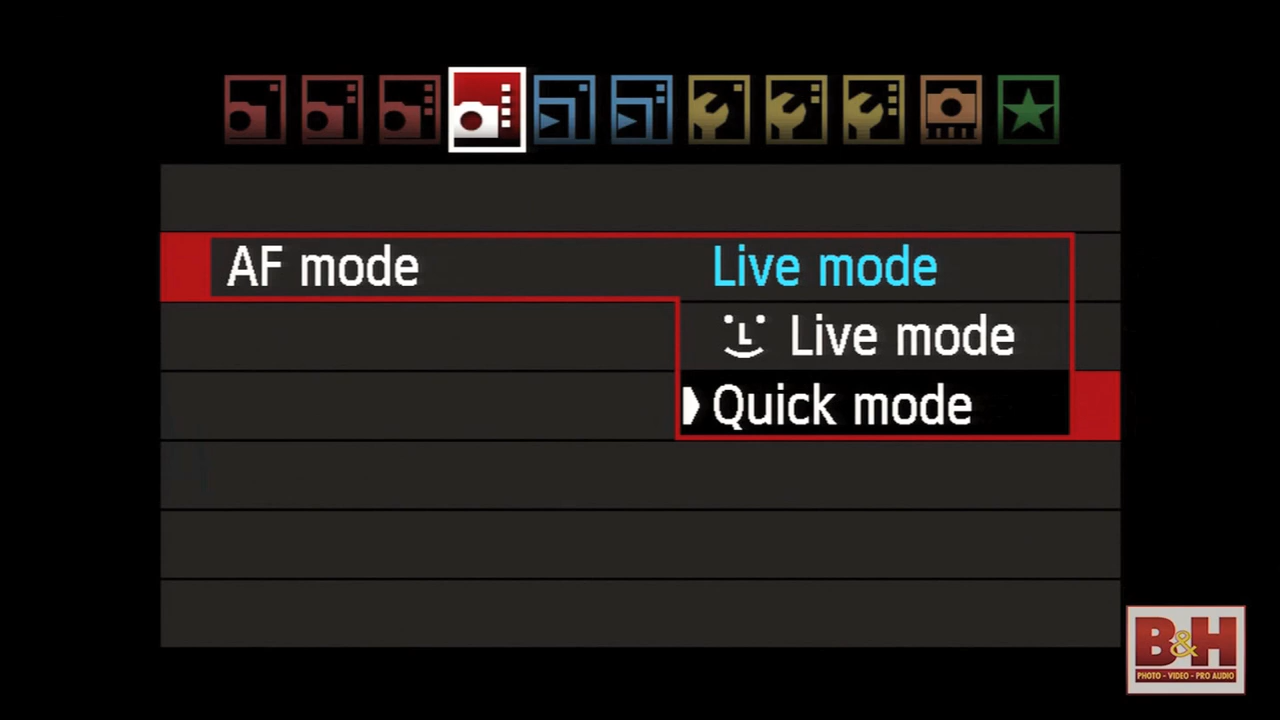 AF mode
Live mode
L Live mode
Quick mode
B&H
PHOTO - VIDEO - PRO AUDIO